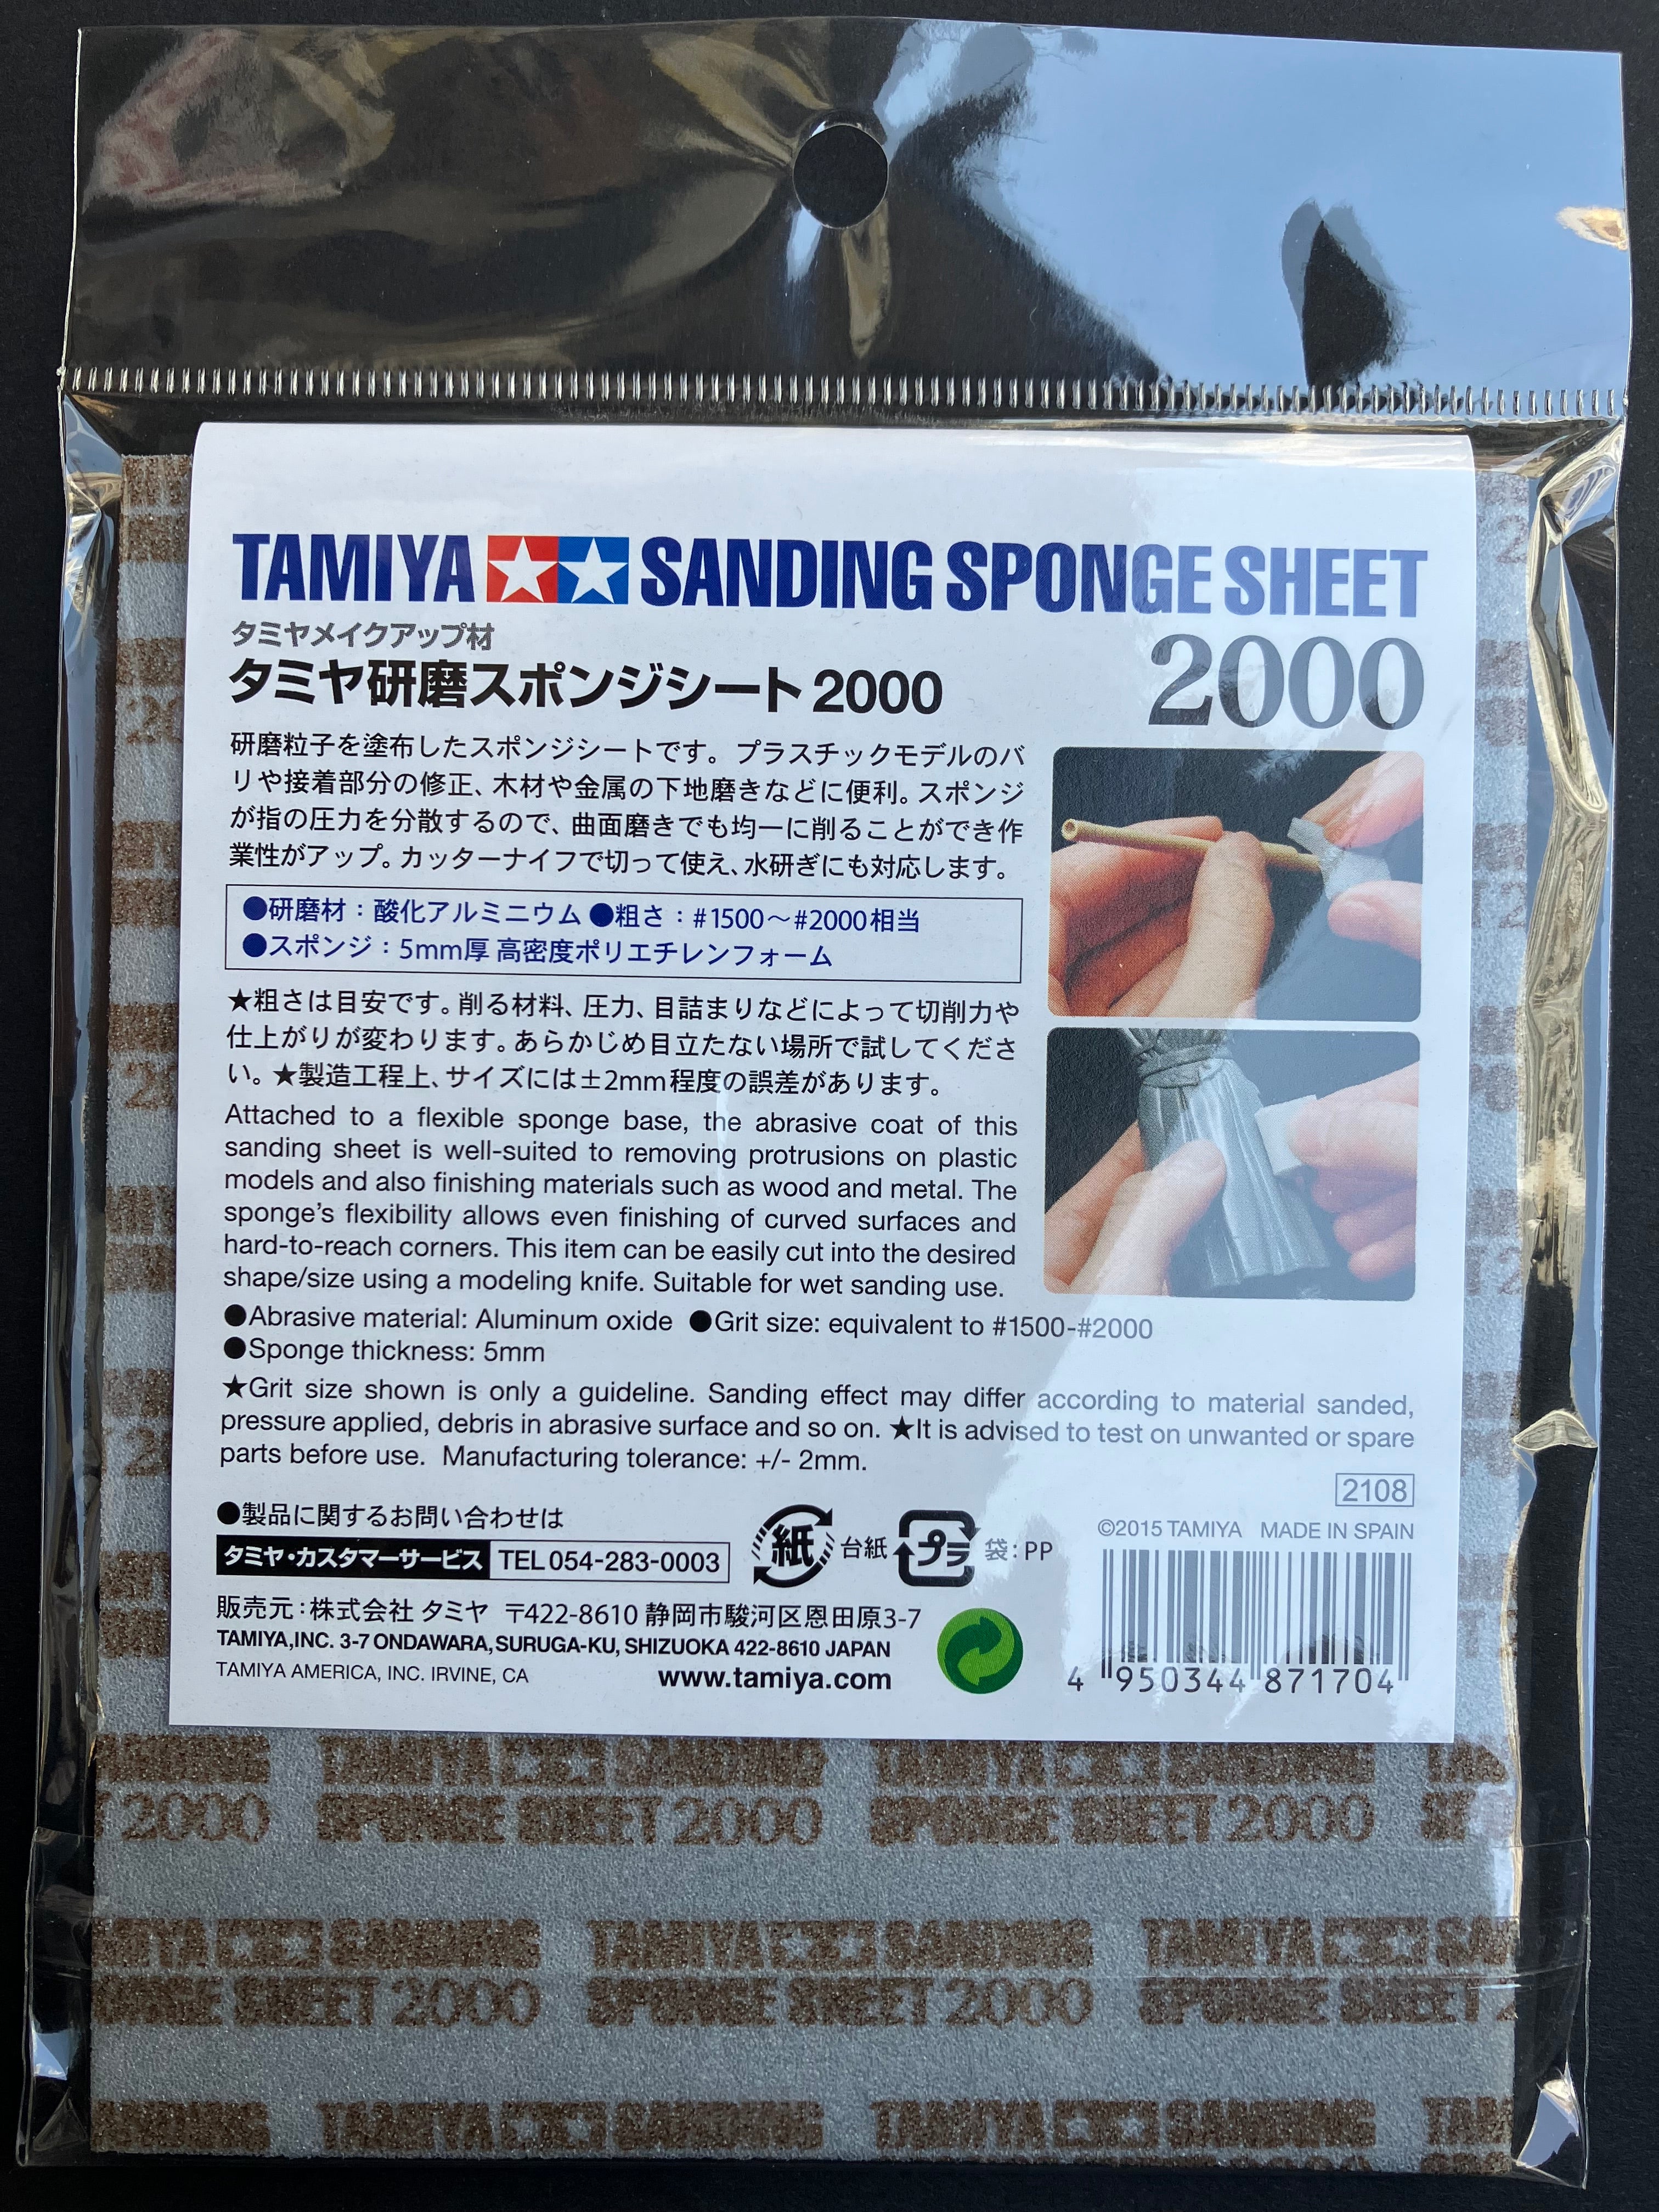 TAMIYA SANDING SPONGE SHEET
タミヤメイクアップ材
タミヤ研磨スポンジシート2000
2000
研磨粒子を塗布したスポンジシートです。プラスチックモデルのバ
リや接着部分の修正、木材や金属の下地磨きなどに便利。スポンジ
が指の圧力を分散するので、曲面磨きでも均一に削ることができ作
業性がアップ。カッターナイフで切って使え、水研ぎにも対応します。
●研磨材：酸化アルミニウム ●粗さ：#1500〜#2000相当
●スポンジ：5mm厚 高密度ポリエチレンフォーム
★粗さは目安です。削る材料、圧力、目詰まりなどによって切削力や
仕上がりが変わります。あらかじめ目立たない場所で試してくださ
い。★製造工程上、サイズには±2mm程度の誤差があります。
Attached to a flexible sponge base, the abrasive coat of this
sanding sheet is well-suited to removing protrusions on plastic
models and also finishing materials such as wood and metal. The
sponge's flexibility allows even finishing of curved surfaces and
hard-to-reach corners. This item can be easily cut into the desired
shape/size using a modeling knife. Suitable for wet sanding use.
●Abrasive material: Aluminum oxide ●Grit size: equivalent to #1500-#2000
●Sponge thickness: 5mm
★Grit size shown is only a guideline. Sanding effect may differ according to material sanded,
pressure applied, debris in abrasive surface and so on. ★It is advised to test on unwanted or spare
parts before use. Manufacturing tolerance: +/- 2mm.
2108
●製品に関するお問い合わせは
タミヤ・カスタマーサービス TEL 054-283-0003
紙 台紙 プラ 袋：PP
©2015 TAMIYA MADE IN SPAIN
販売元：株式会社 タミヤ 〒422-8610 静岡市駿河区恩田原3-7
TAMIYA,INC. 3-7 ONDAWARA, SURUGA-KU, SHIZUOKA 422-8610 JAPAN
TAMIYA AMERICA, INC. IRVINE, CA www.tamiya.com
4 950344 871704
TAMIYA SANDING TAMIYA SANDING
T 2000 SPONGE SHEET 2000 SPONGE SHEET 2000
SANDING TAMIYA SANDING TAMIYA
SHEET 2000 SPONGE SHEET 2000 SPONGE SHEET 2
TAMIYA SANDING TAMIYA SANDING